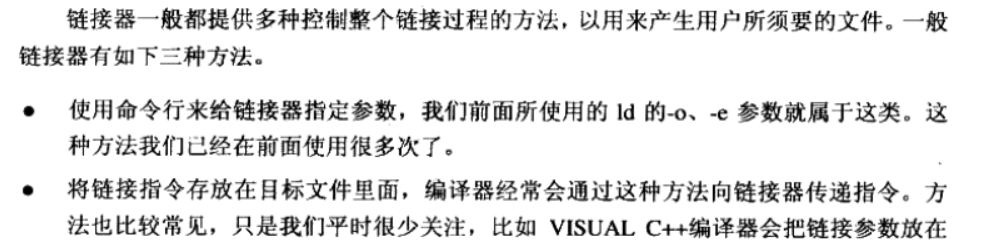 链接器一般都提供多种控制整个链接过程的方法，以用来产生用户所须要的文件。一般
链接器有如下三种方法。
● 使用命令行来给链接器指定参数，我们前面所使用的 ld 的-o、-e 参数就属于这类。这
种方法我们已经在前面使用很多次了。
● 将链接指令存放在目标文件里面，编译器经常会通过这种方法向链接器传递指令。方
法也比较常见，只是我们平时很少关注，比如 VISUAL C++编译器会把链接参数放在